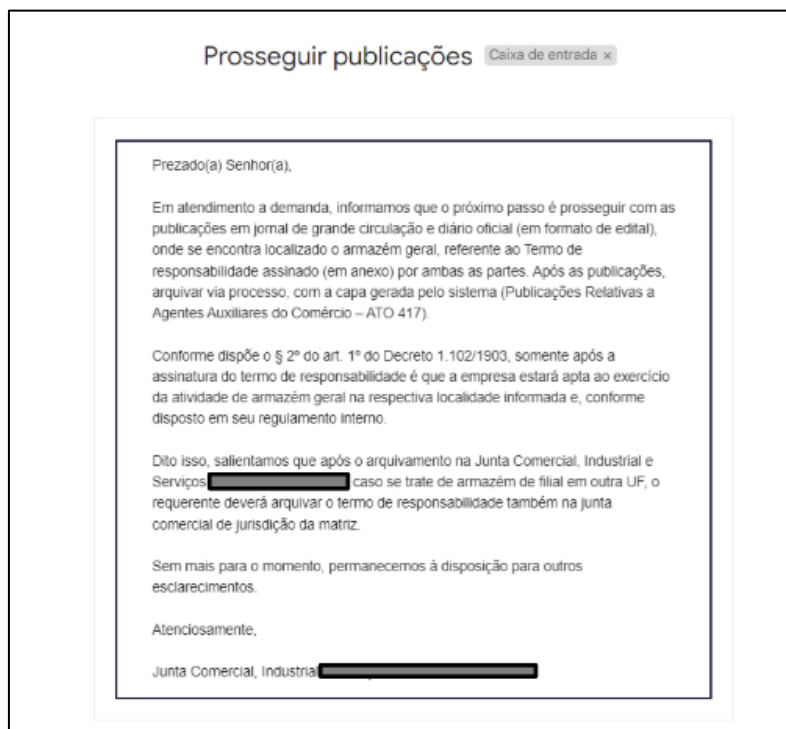 Prosseguir publicações Caixa de entrada ×
Prezado(a) Senhor(a),
Em atendimento a demanda, informamos que o próximo passo é prosseguir com as
publicações em jornal de grande circulação e diário oficial (em formato de edital),
onde se encontra localizado o armazém geral, referente ao Termo de
responsabilidade assinado (em anexo) por ambas as partes. Após as publicações,
arquivar via processo, com a capa gerada pelo sistema (Publicações Relativas a
Agentes Auxiliares do Comércio – ATO 417).
Conforme dispõe o § 2º do art. 1º do Decreto 1.102/1903, somente após a
assinatura do termo de responsabilidade é que a empresa estará apta ao exercício
da atividade de armazém geral na respectiva localidade informada e, conforme
disposto em seu regulamento interno.
Dito isso, salientamos que após o arquivamento na Junta Comercial, Industrial e
Serviços caso se trate de armazém de filial em outra UF, o
requerente deverá arquivar o termo de responsabilidade também na junta
comercial de jurisdição da matriz.
Sem mais para o momento, permanecemos à disposição para outros
esclarecimentos.
Atenciosamente,
Junta Comercial, Industrial